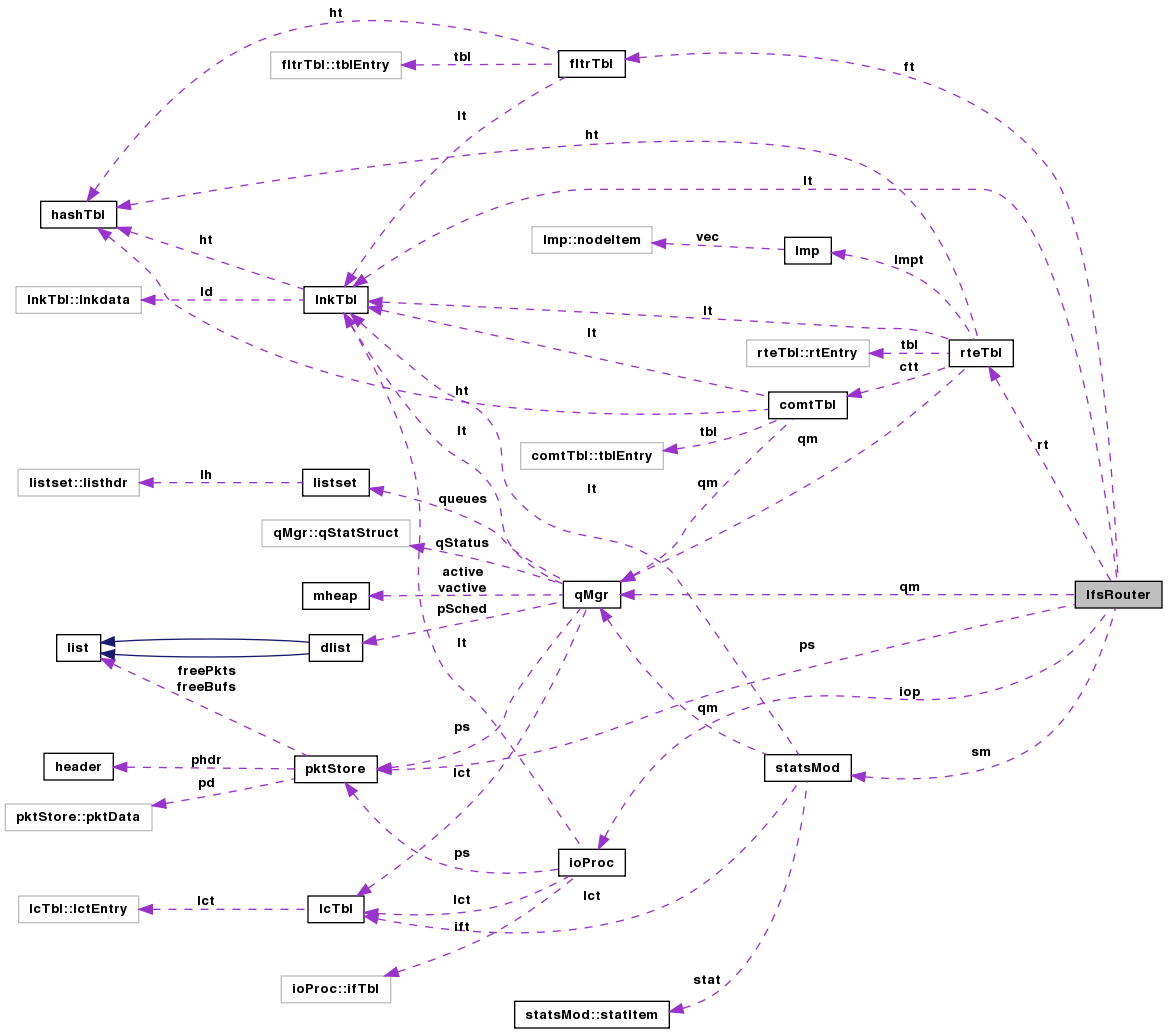 ht
fltrTbl::tblEntry
tbl
fltrTbl
ft
lt
ht
lt
hashTbl
lmp::nodeItem
vec
lmp
lmpt
ht
lnkTbl::lnkdata
ld
lnkTbl
lt
lt
rteTbl::rtEntry
tbl
rteTbl
ctt
ht
comtTbl
lt
tbl
comtTbl::tblEntry
qm
rt
listset::listhdr
lh
listset
queues
lt
qm
qMgr::qStatStruct
qStatus
active
vactive
mheap
pSched
qMgr
qm
lfsRouter
list
dlist
lt
ps
freePkts
freeBufs
iop
ps
qm
sm
header
phdr
pktStore
lct
statsMod
pd
pktStore::pktData
ps
ioProc
lcTbl::lctEntry
lct
lcTbl
lct
lct
ift
ioProc::ifTbl
stat
statsMod::statItem